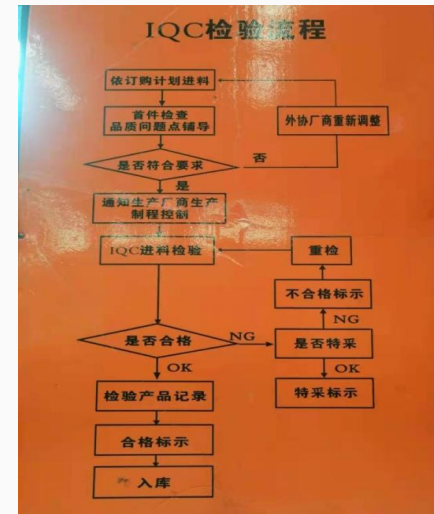 IQC检验流程
依订购计划进料
首件检查
品质问题点铺导
外协厂商重新调整
是否符合要求
否
是
通知生产厂商生产
制程控制
IQC进料检验
重检
不合格标示
NG
是否合格
NG
是否特采
OK
OK
检验产品记录
特采标示
合格标示
入库